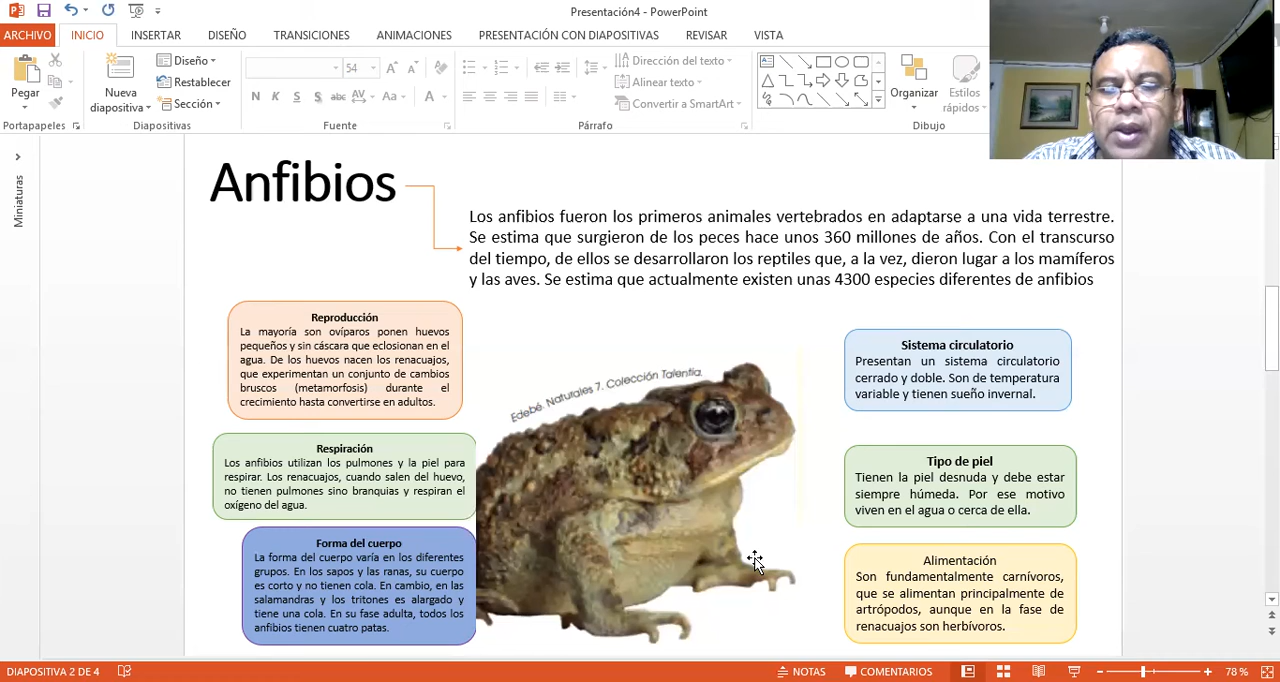 Presentación4 - PowerPoint
ARCHIVO INICIO INSERTAR DISEÑO TRANSICIONES ANIMACIONES PRESENTACIÓN CON DIAPOSITIVAS REVISAR VISTA
Pegar
Nueva
diapositiva
Diseño
Restablecer
Sección
54
N K S S abc AV Aa A
Dirección del texto
Alinear texto
Convertir a SmartArt
Organizar
Estilos
rápidos
Portapapeles Diapositivas Fuente Párrafo Dibujo
Miniaturas
Anfibios
Los anfibios fueron los primeros animales vertebrados en adaptarse a una vida terrestre.
Se estima que surgieron de los peces hace unos 360 millones de años. Con el transcurso
del tiempo, de ellos se desarrollaron los reptiles que, a la vez, dieron lugar a los mamíferos
y las aves. Se estima que actualmente existen unas 4300 especies diferentes de anfibios
Reproducción
La mayoría son ovíparos ponen huevos
pequeños y sin cáscara que eclosionan en el
agua. De los huevos nacen los renacuajos,
que experimentan un conjunto de cambios
bruscos (metamorfosis) durante el
crecimiento hasta convertirse en adultos.
Respiración
Los anfibios utilizan los pulmones y la piel para
respirar. Los renacuajos, cuando salen del huevo,
no tienen pulmones sino branquias y respiran el
oxígeno del agua.
Forma del cuerpo
La forma del cuerpo varía en los diferentes
grupos. En los sapos y las ranas, su cuerpo
es corto y no tienen cola. En cambio, en las
salamandras y los tritones es alargado y
tiene una cola. En su fase adulta, todos los
anfibios tienen cuatro patas.
Edebé. Naturales 7. Colección Talentia.
Sistema circulatorio
Presentan un sistema circulatorio
cerrado y doble. Son de temperatura
variable y tienen sueño invernal.
Tipo de piel
Tienen la piel desnuda y debe estar
siempre húmeda. Por ese motivo
viven en el agua o cerca de ella.
Alimentación
Son fundamentalmente carnívoros,
que se alimentan principalmente de
artrópodos, aunque en la fase de
renacuajos son herbívoros.
DIAPOSITIVA 2 DE 4 NOTAS COMENTARIOS 78 %